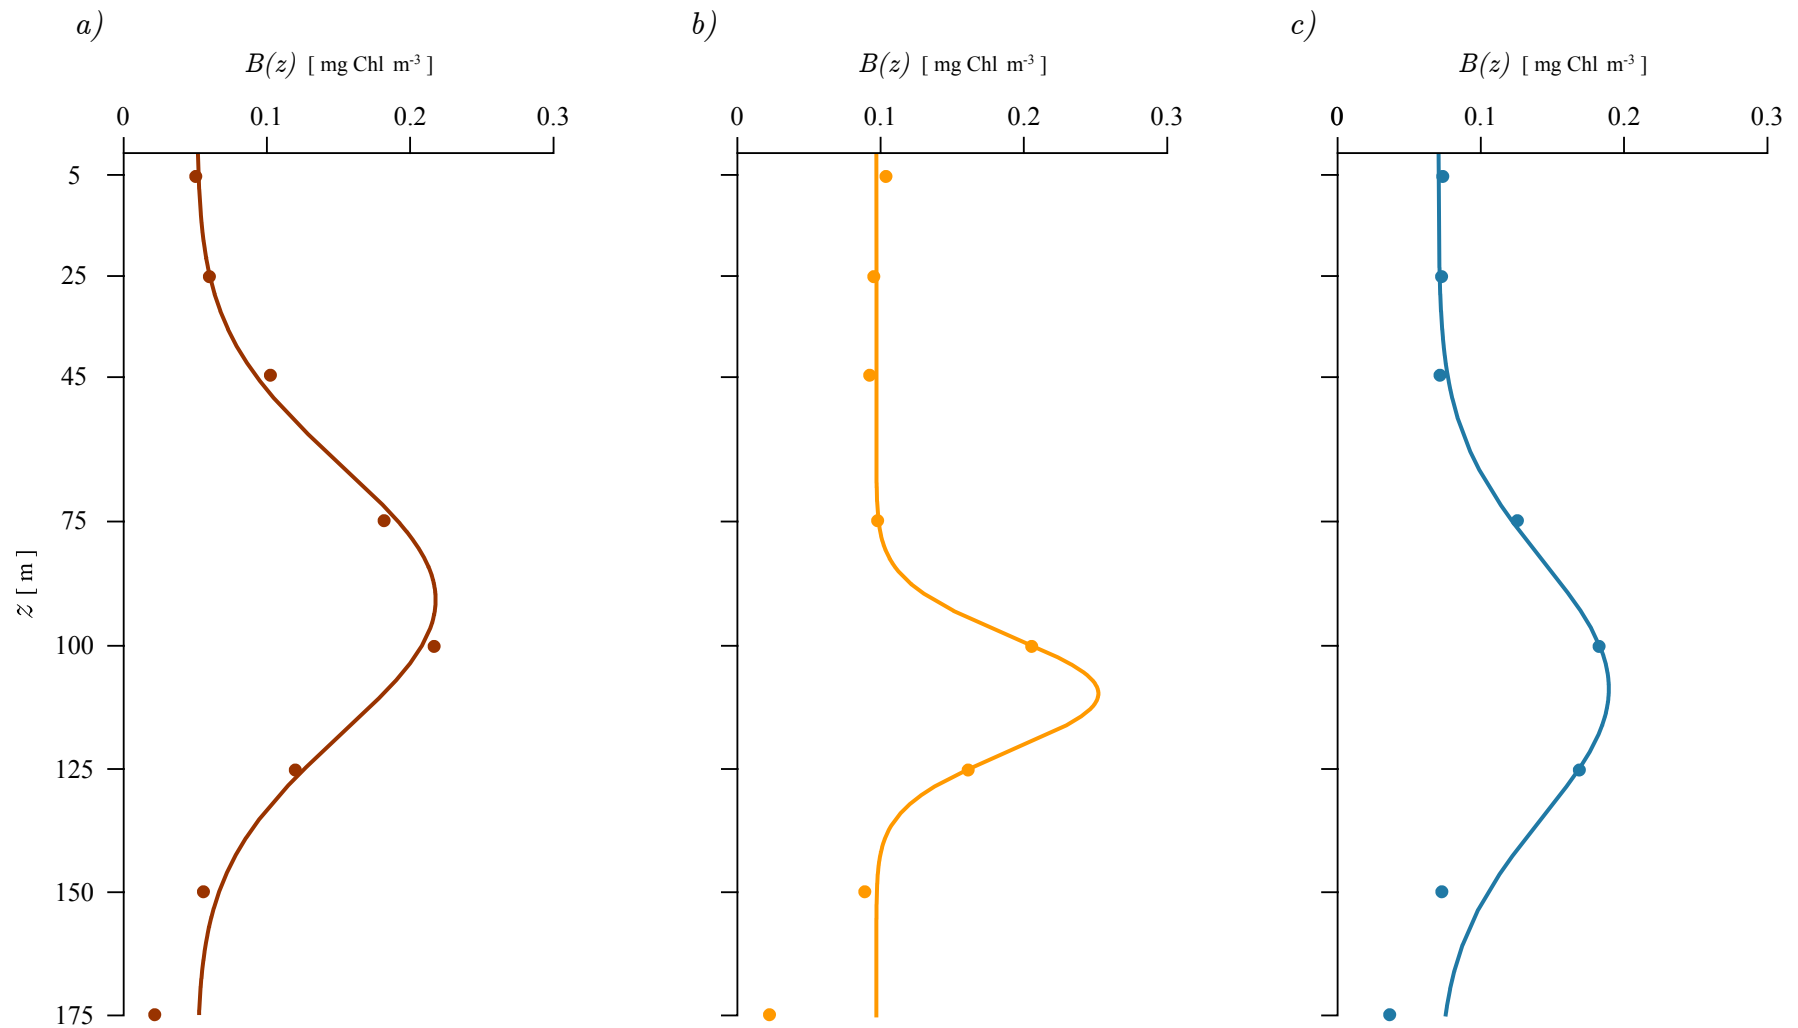 a) b) c)
B(z) [ mg Chl m⁻³ ] B(z) [ mg Chl m⁻³ ] B(z) [ mg Chl m⁻³ ]
0 0.1 0.2 0.3 0 0.1 0.2 0.3 0 0.1 0.2 0.3
5
25
45
75
z [ m ]
100
125
150
175